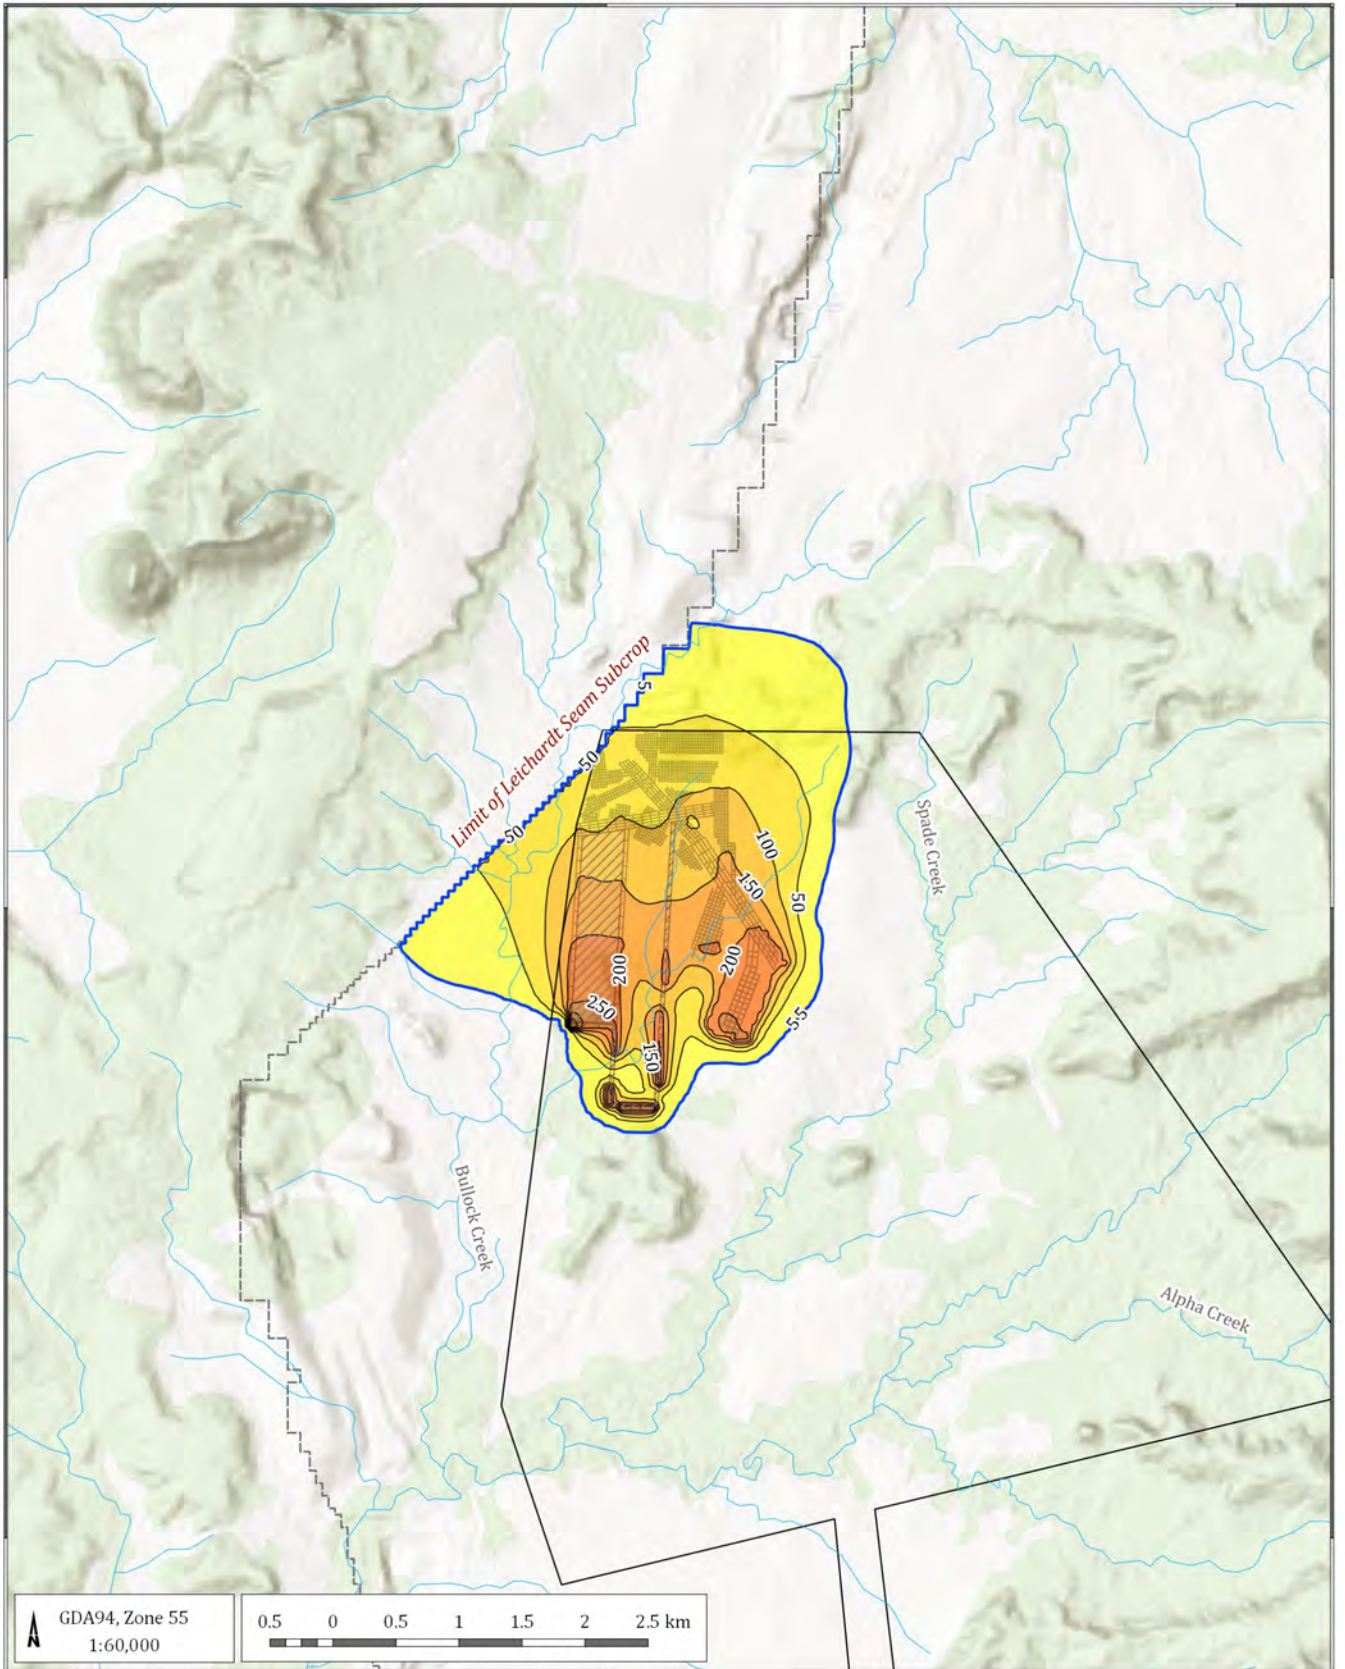 Limit of Leichardt Seam Subcrop
5
50
50
100
150
50
Spade Creek
200
200
250
5
5
150
Bullock Creek
Alpha Creek
GDA94, Zone 55
1:60,000
N
0.5 0 0.5 1 1.5 2 2.5 km